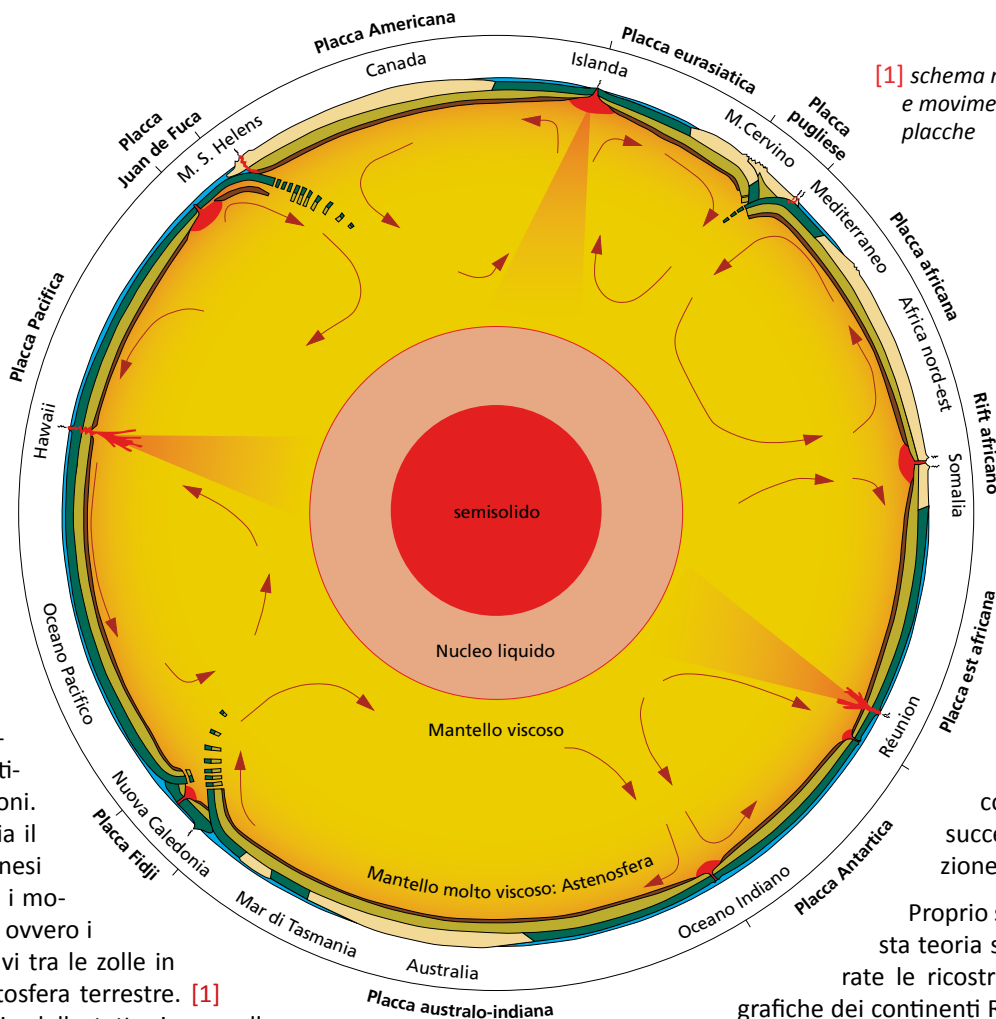 Placca Americana
Canada
Islanda
Placca eurasiatica
M.Cervino
Placca
pugliese
Mediterraneo
Placca africana
Africa nord-est
Rift africano
Somalia
Placca est africana
Réunion
Placca Antartica
Oceano Indiano
Placca australo-indiana
Australia
Mar di Tasmania
Placca Fidji
Nuova Caledonia
Oceano Pacifico
Hawaii
Placca Pacifica
Placca
Juan de Fuca
M. S. Helens
semisolido
Nucleo liquido
Mantello viscoso
Mantello molto viscoso: Astenosfera
[1] schema
e movime
placche
ti-
oni.
ia il
nesi
i mo-
ovvero i
vi tra le zolle in
tosfera terrestre. [1]
co
succe
zione
Proprio s
sta teoria s
rate le ricostr
grafiche dei continenti